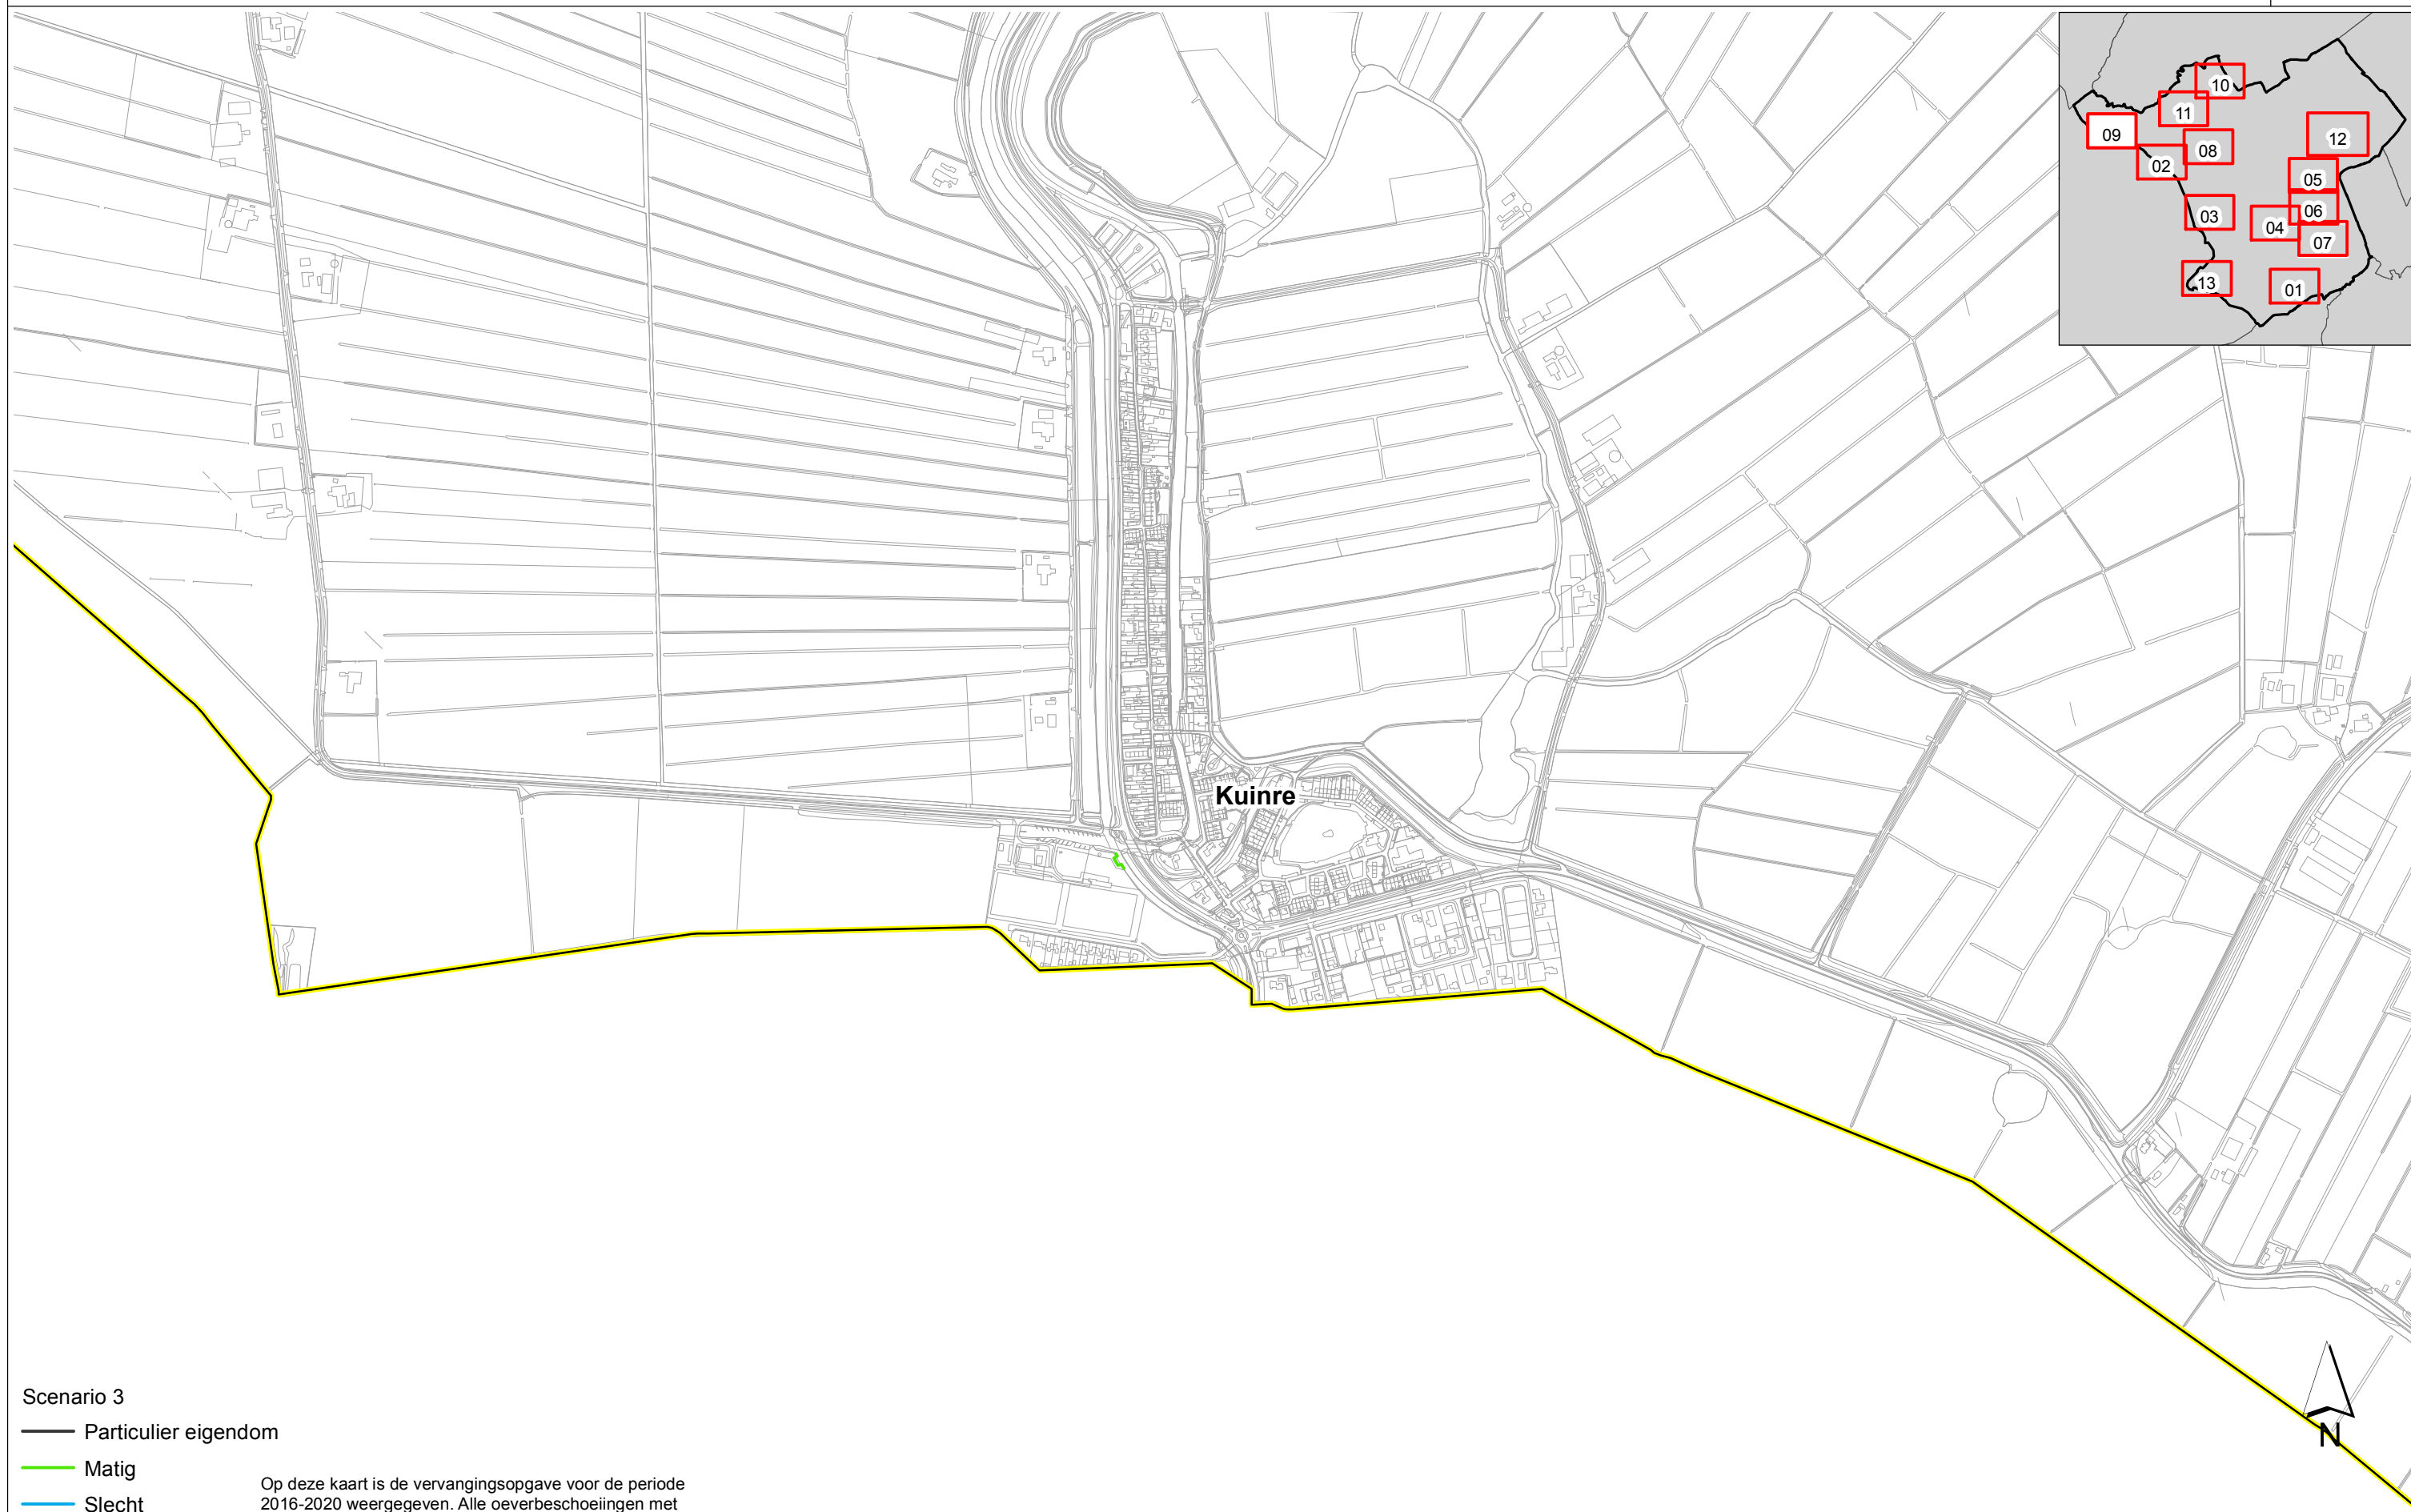 10
11
09
12
08
02
05
03
06
04
07
13
01
Kuinre
Scenario 3
Particulier eigendom
Matig
Slecht
Op deze kaart is de vervangingsopgave voor de periode
2016-2020 weergegeven. Alle oeverbeschoeiingen met
N